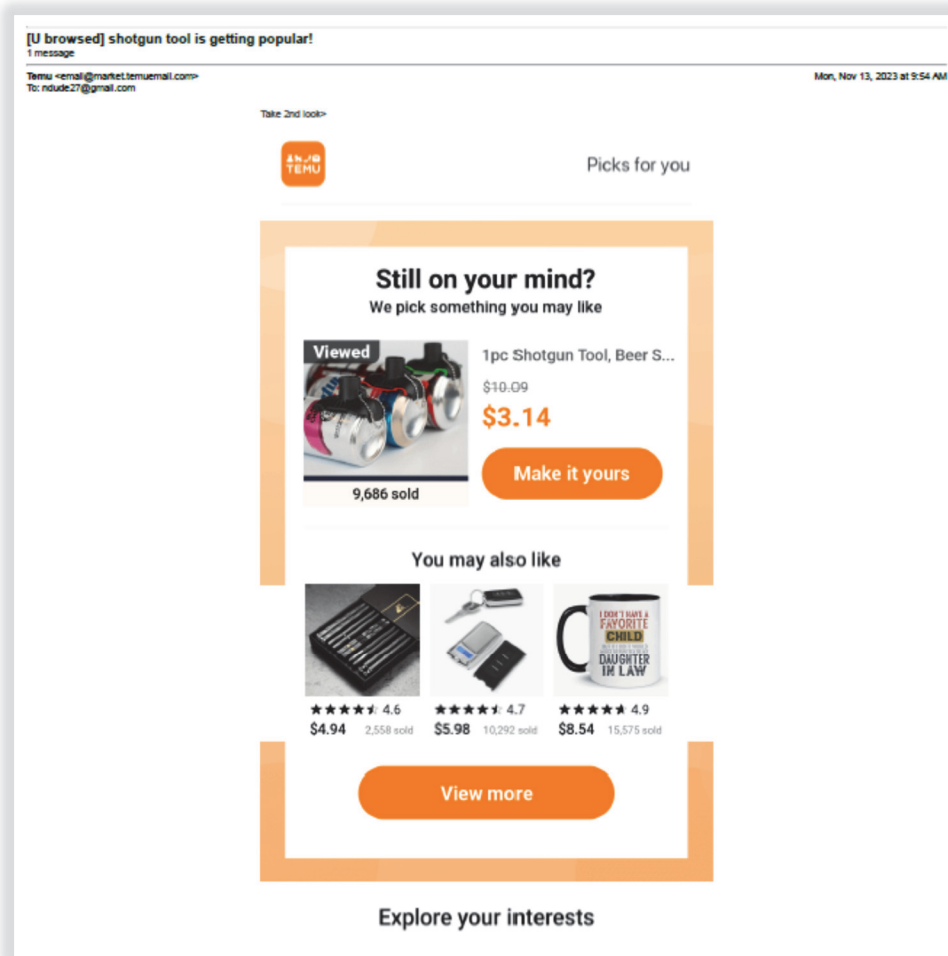 [U browsed] shotgun tool is getting popular!
1 message
Temu <email@market.temuemail.com>
Mon, Nov 13, 2023 at 9:54 AM
To: ndude27@gmail.com
Take 2nd look>
TEMU
Picks for you
Still on your mind?
We pick something you may like
Viewed
1pc Shotgun Tool, Beer S...
$10.09
$3.14
Make it yours
9,686 sold
You may also like
I DON'T HAVE A
FAVORITE
CHILD
DAUGHTER
IN LAW
4.6
$4.94 2,558 sold
4.7
$5.98 10,292 sold
4.9
$8.54 15,575 sold
View more
Explore your interests